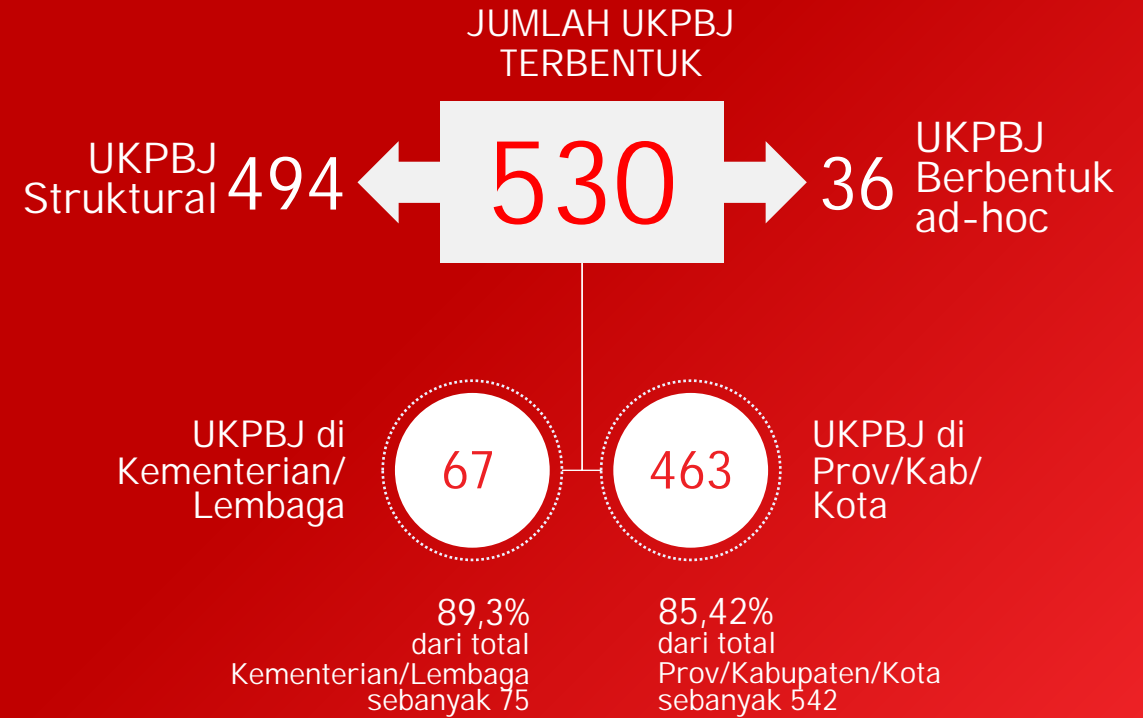 JUMLAH UKPBJ
TERBENTUK
UKPBJ
Struktural
494
530
36
UKPBJ
Berbentuk
ad-hoc
UKPBJ di
Kementerian/
Lembaga
67
463
UKPBJ di
Prov/Kab/
Kota
89,3%
dari total
Kementerian/Lembaga
sebanyak 75
85,42%
dari total
Prov/Kabupaten/Kota
sebanyak 542